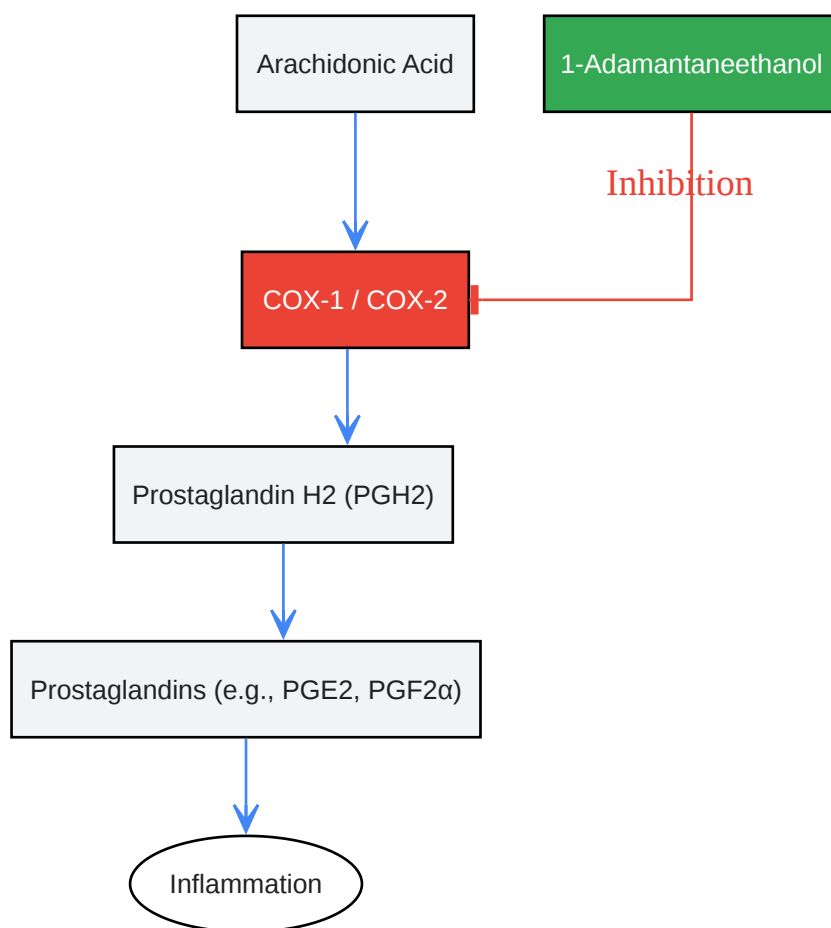 Arachidonic Acid
1-Adamantaneethanol
Inhibition
COX-1 / COX-2
Prostaglandin H2 (PGH2)
Prostaglandins (e.g., PGE2, PGF2α)
Inflammation